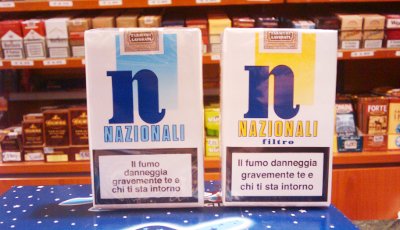 n
NAZIONALI
Il fumo danneggia
gravemente te e
chi ti sta intorno
n
NAZIONALI
filtro
Il fumo danneggia
gravemente te e
chi ti sta intorno
FORTE